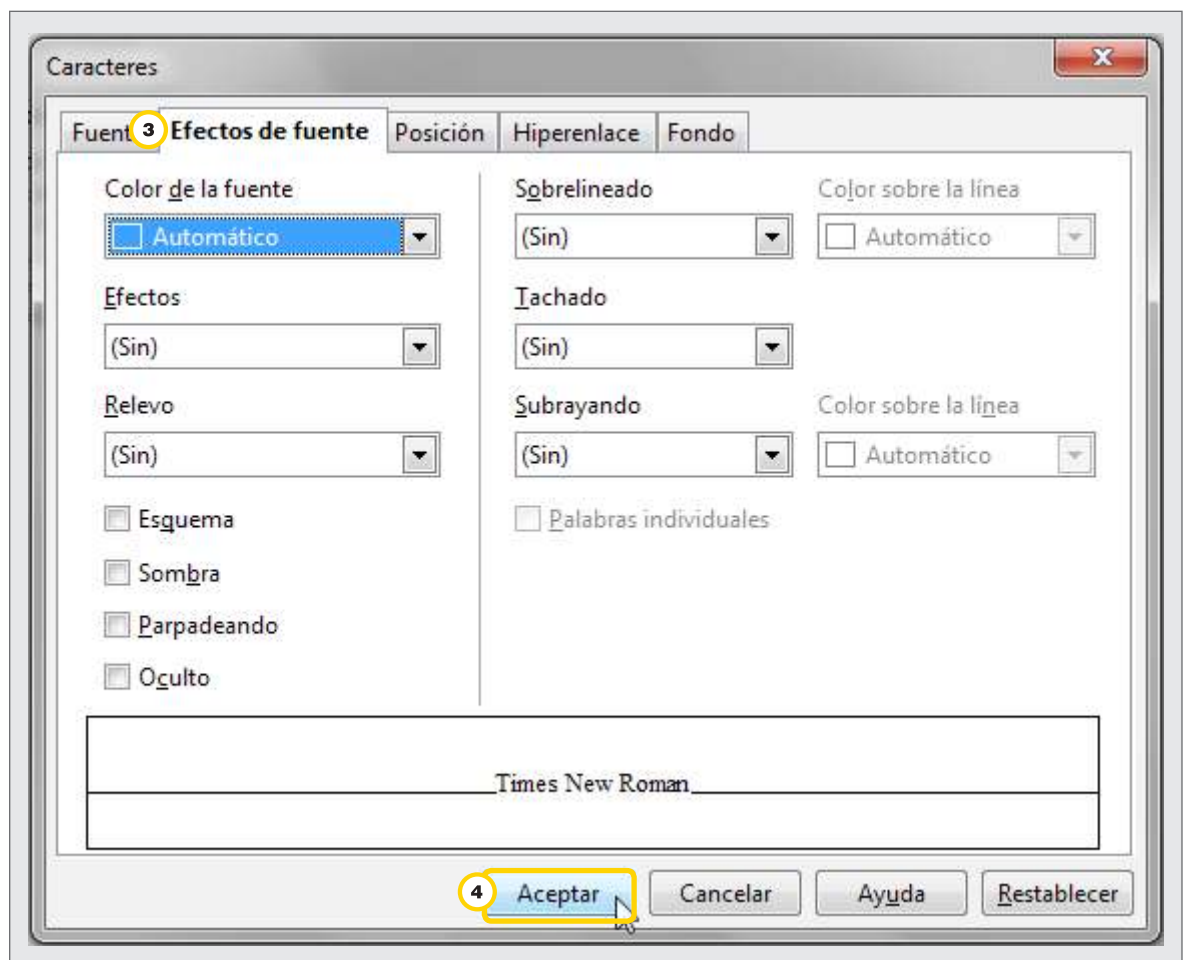 Caracteres
Fuent 3 Efectos de fuente Posición Hiperenlace Fondo
Color de la fuente Sobrelineado Color sobre la línea
Automático (Sin) Automático
Efectos Tachado
(Sin) (Sin)
Relevo Subrayando Color sobre la línea
(Sin) (Sin) Automático
Esquema Palabras individuales
Sombra
Parpadeando
Oculto
Times New Roman
4 Aceptar Cancelar Ayuda Restablecer